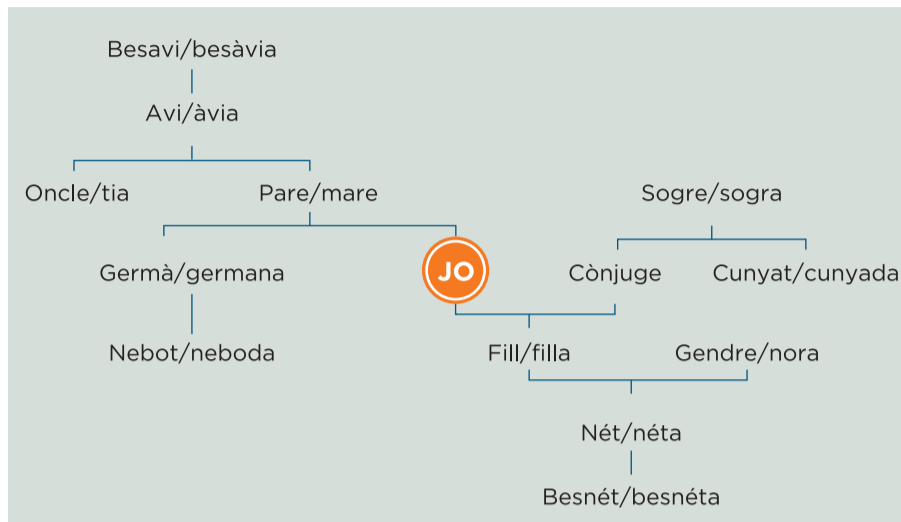 Besavi/besàvia
Avi/àvia
Oncle/tia
Pare/mare
Sogre/sogra
Germà/germana
JO
Cònjuge
Cunyat/cunyada
Nebot/neboda
Fill/filla
Gendre/nora
Nét/néta
Besnét/besnéta